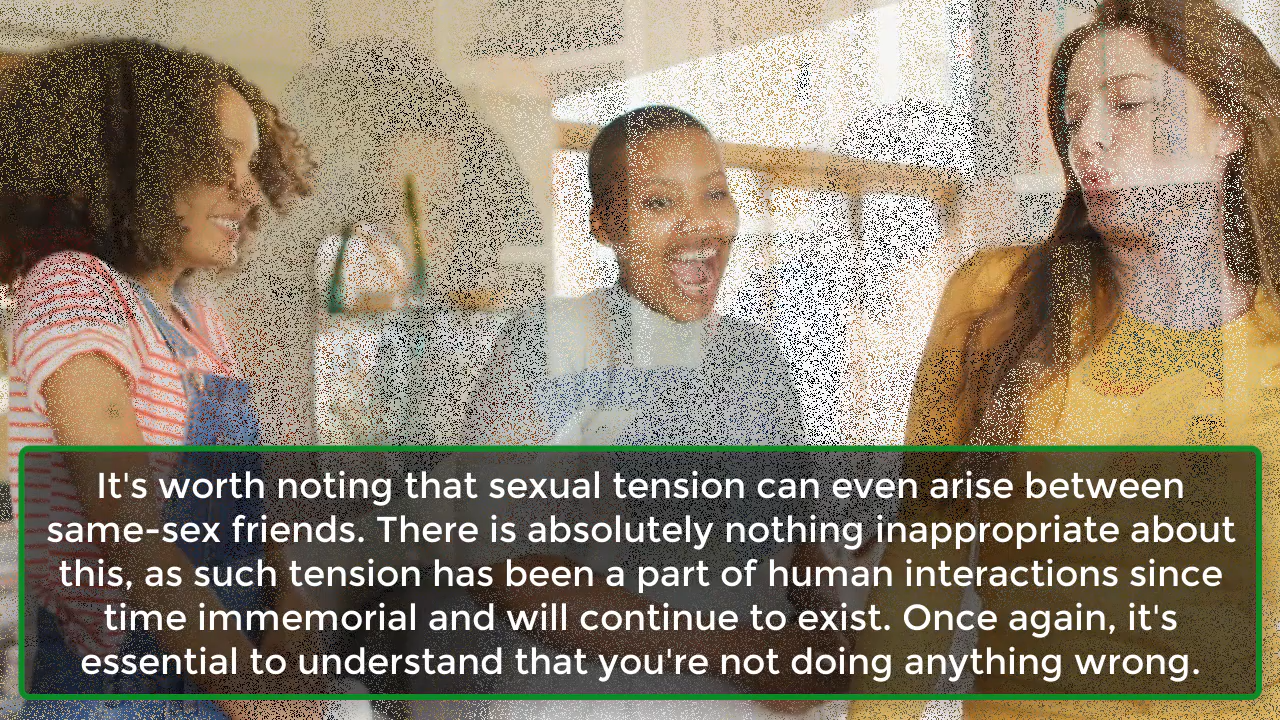 It's worth noting that sexual tension can even arise between
same-sex friends. There is absolutely nothing inappropriate about
this, as such tension has been a part of human interactions since
time immemorial and will continue to exist. Once again, it's
essential to understand that you're not doing anything wrong.